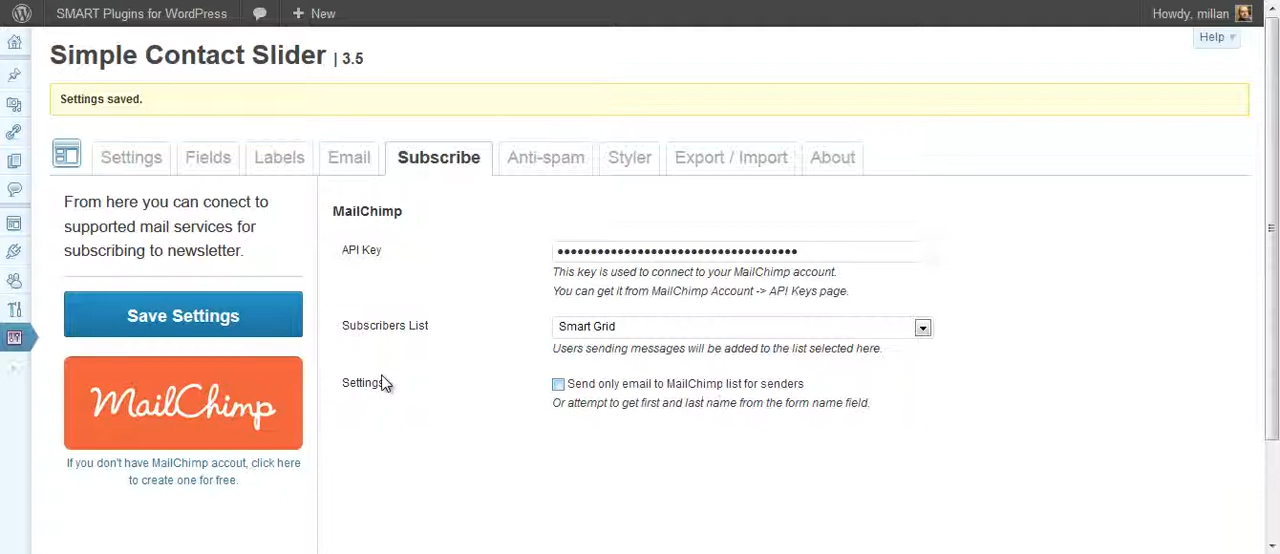 SMART Plugins for WordPress
New
Howdy, millan
Help
Simple Contact Slider | 3.5
Settings saved.
Settings
Fields
Labels
Email
Subscribe
Anti-spam
Styler
Export / Import
About
From here you can conect to
supported mail services for
subscribing to newsletter.
Save Settings
MailChimp
If you don't have MailChimp accout, click here
to create one for free.
MailChimp
API Key
This key is used to connect to your MailChimp account.
You can get it from MailChimp Account -> API Keys page.
Subscribers List
Smart Grid
Users sending messages will be added to the list selected here.
Settings
Send only email to MailChimp list for senders
Or attempt to get first and last name from the form name field.